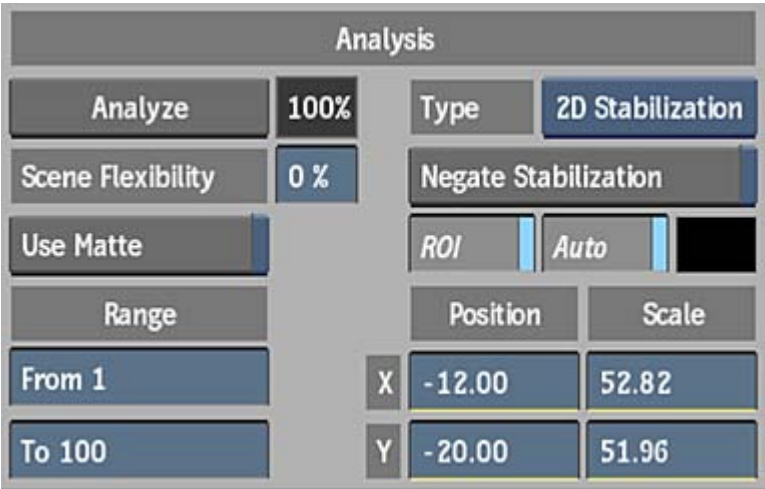 Analysis
Analyze 100% Type 2D Stabilization
Scene Flexibility 0 % Negate Stabilization
Use Matte ROI Auto
Range Position Scale
From 1 X -12.00 52.82
To 100 Y -20.00 51.96